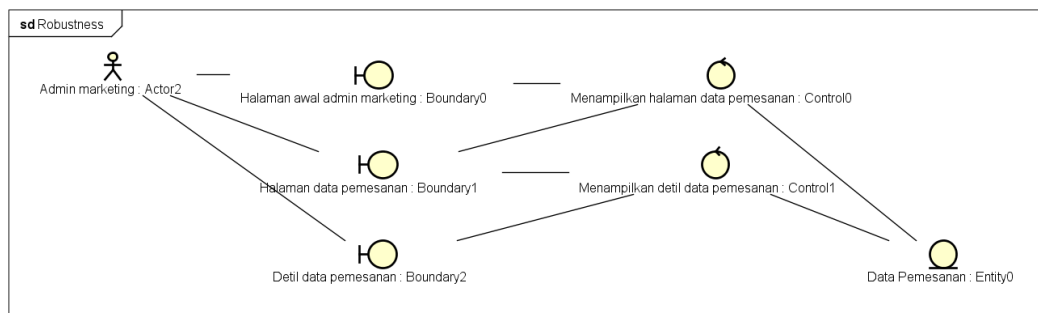 sd Robustness
Admin marketing : Actor2
Halaman awal admin marketing : Boundary0
Menampilkan halaman data pemesanan : Control0
Halaman data pemesanan : Boundary1
Menampilkan detil data pemesanan : Control1
Detil data pemesanan : Boundary2
Data Pemesanan : Entity0